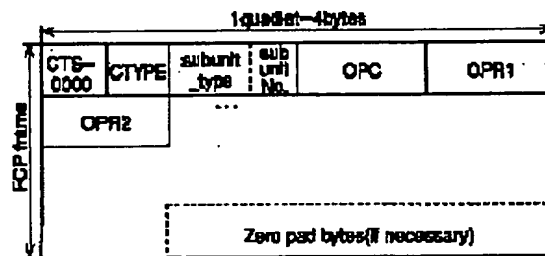 1quadlet=4bytes
CTS= CTYPE subunit sub OPC OPR1
0000 _type unit
No.
OPR2 ...
FCP frame
Zero pad bytes(if necessary)